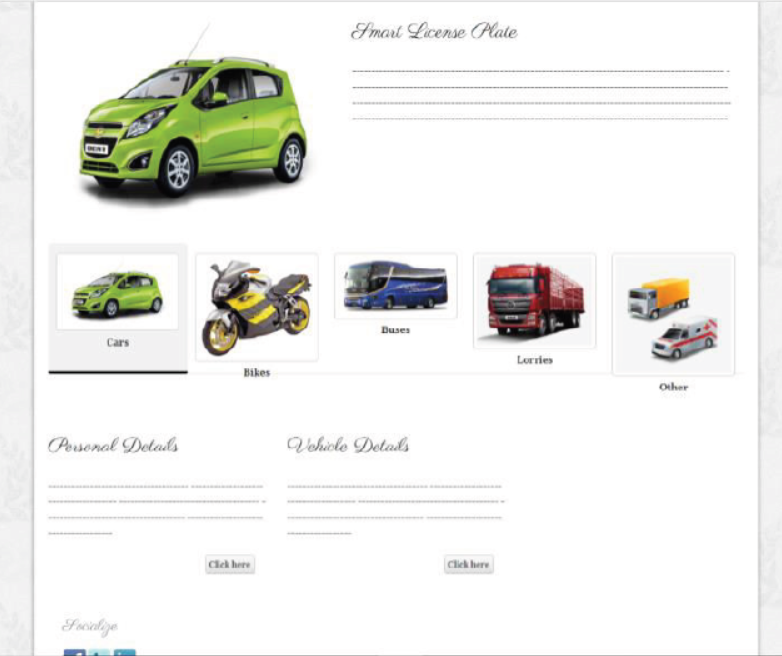 Smart License Plate
Cars
Bikes
Buses
Lorries
Other
Personal Details
Vehicle Details
Click here
Click here
Socialize